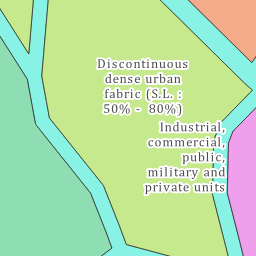 Discontinuous
dense urban
fabric (S.L. :
50% - 80%)
Industrial,
commercial,
public,
military and
private units